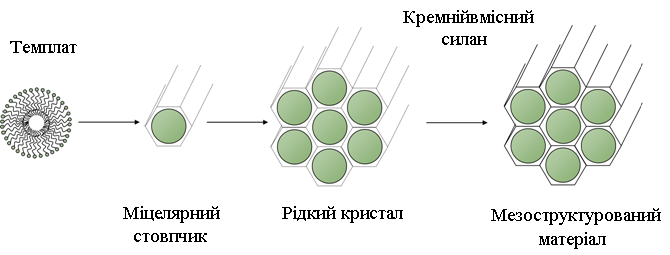 Темплат
Кремнійвмісний
силан
Міцелярний
стовпчик
Рідкий кристал
Мезоструктурований
матеріал